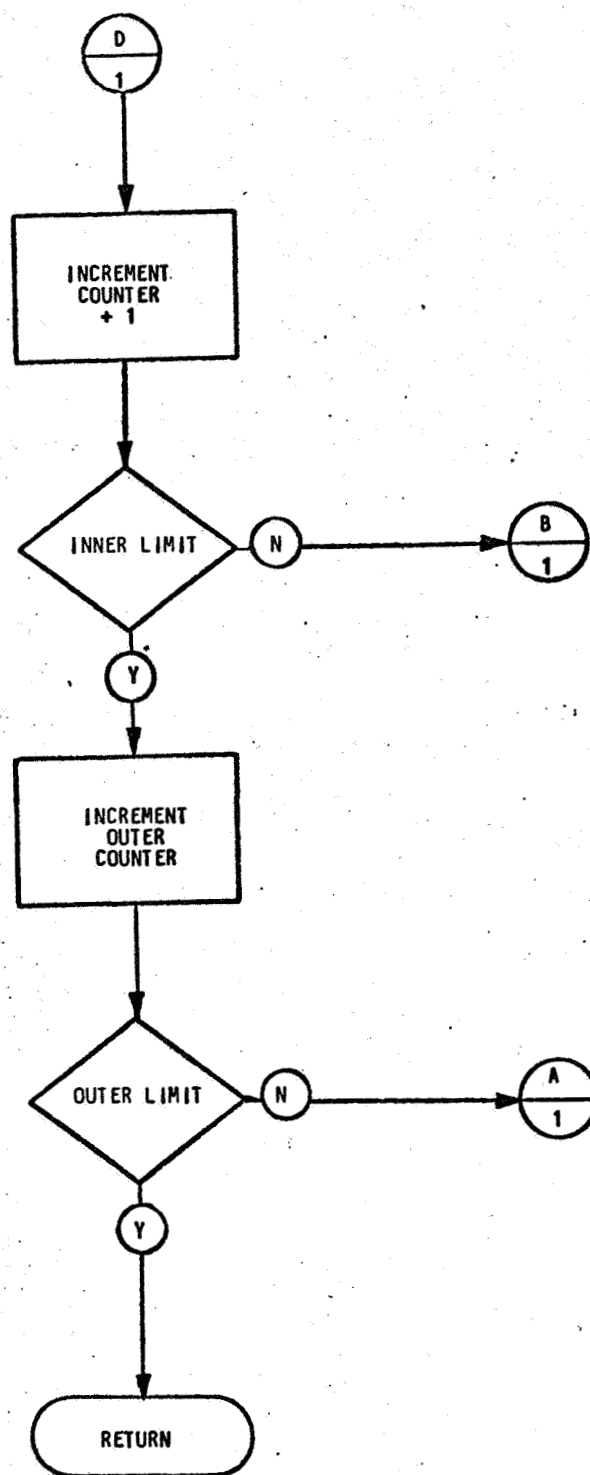 D
1
INCREMENT
COUNTER
+ 1
INNER LIMIT
N
B
1
Y
INCREMENT
OUTER
COUNTER
OUTER LIMIT
N
A
1
Y
RETURN